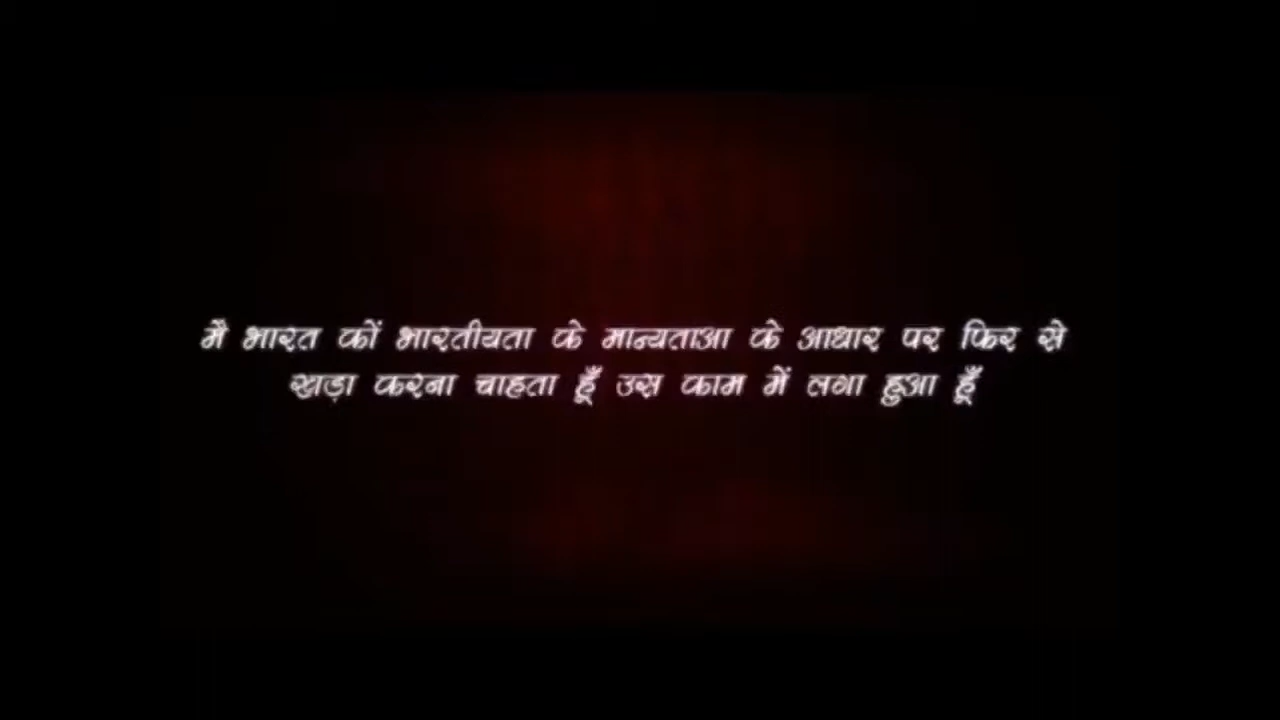 मै भारत कों भारतीयता के मान्यताआ के आधार पर फिर से
खड़ा करना चाहता हूँ उस काम में लगा हुआ हूँ